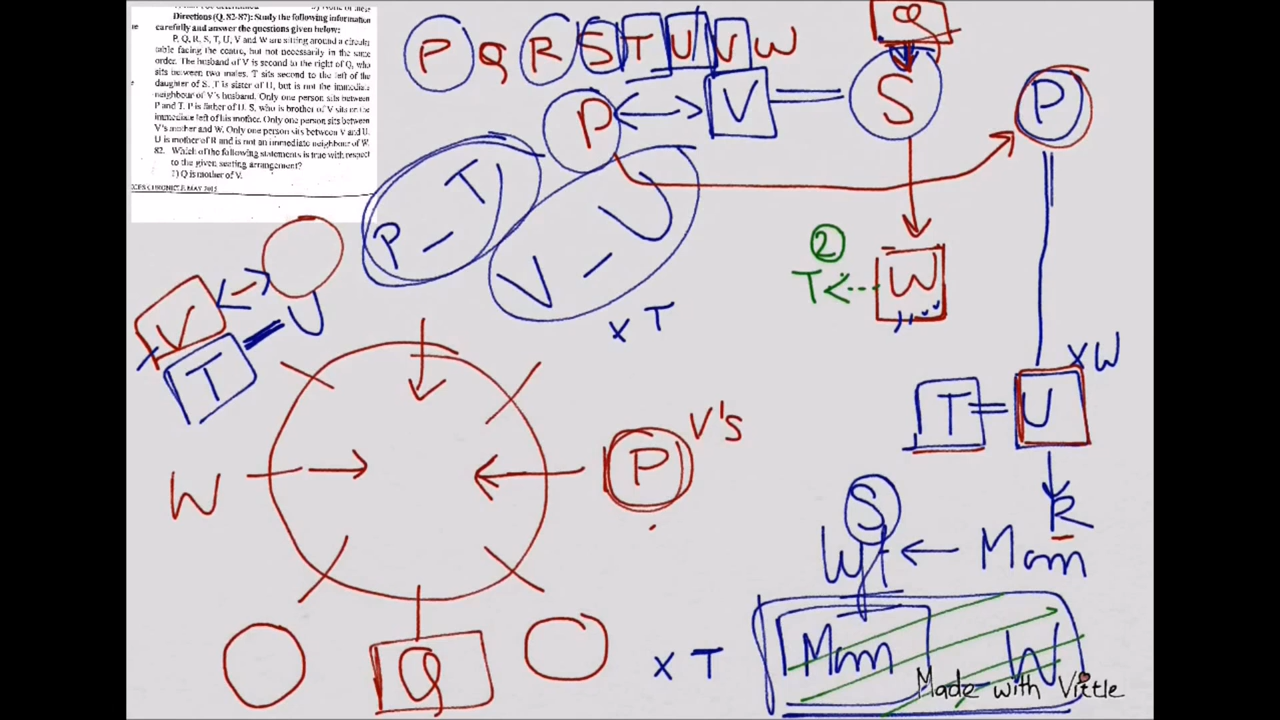 Directions (Q. 82-87): Study the following information
carefully and answer the questions given below:
P, Q, R, S, T, U, V and W are sitting around a circular
table facing the centre, but not necessarily in the same
order. The husband of V is second to the right of Q, who
sits between two males. T sits second to the left of the
daughter of S. T is sister of U, but is not the immediate
neighbour of V's husband. Only one person sits between
P and T. P is father of U. S, who is brother of V sits on the
immediate left of his mother. Only one person sits between
V's mother and W. Only one person sits between V and U.
U is mother of R and is not an immediate neighbour of W.
82. Which of the following statements is true with respect
to the given seating arrangement?
1) Q is mother of V.
P Q R S T U V W
Q
P V S P
P - T
V - U
x T
2
T W
V
T U
x W
T U
W P V'S
R
S
W/ Mam
Q x T Mam W
Made with Vittle